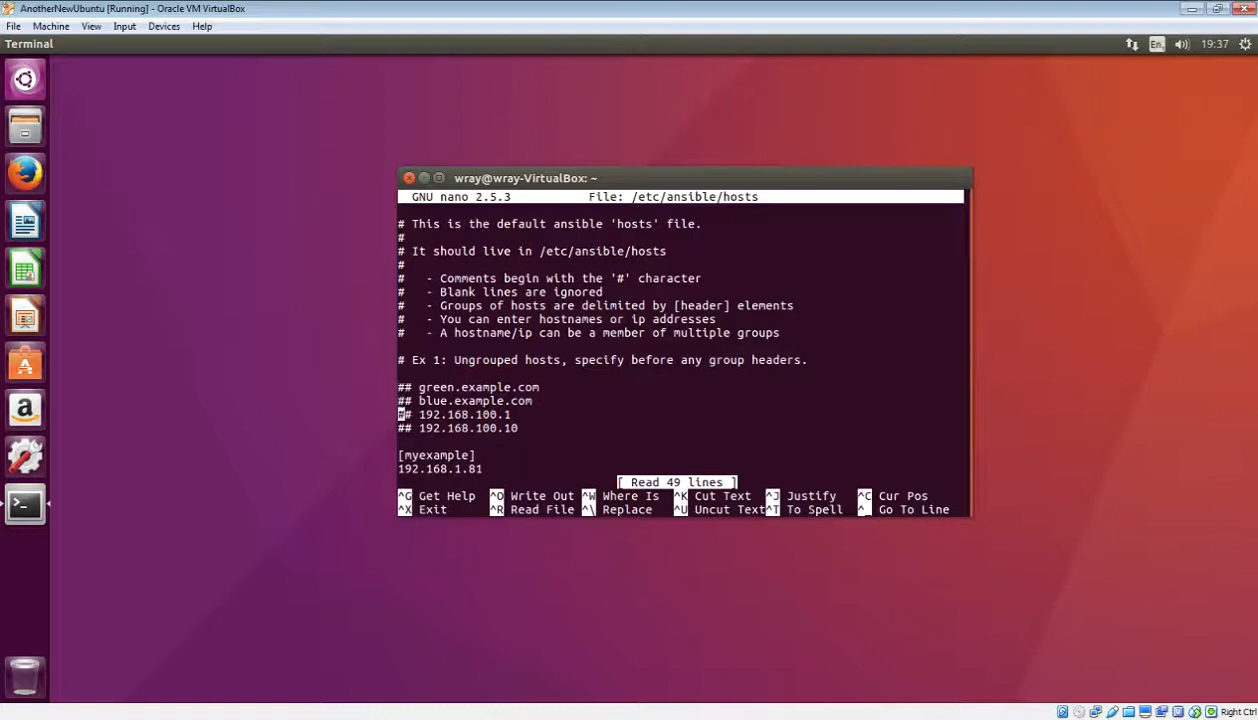 AnotherNewUbuntu [Running] - Oracle VM VirtualBox
File Machine View Input Devices Help
Terminal En 19:37
wray@wray-VirtualBox: ~
GNU nano 2.5.3 File: /etc/ansible/hosts
# This is the default ansible 'hosts' file.
#
# It should live in /etc/ansible/hosts
#
# - Comments begin with the '#' character
# - Blank lines are ignored
# - Groups of hosts are delimited by [header] elements
# - You can enter hostnames or ip addresses
# - A hostname/ip can be a member of multiple groups
# Ex 1: Ungrouped hosts, specify before any group headers.
## green.example.com
## blue.example.com
## 192.168.100.1
## 192.168.100.10
[myexample]
192.168.1.81
[ Read 49 lines ]
^G Get Help ^O Write Out ^W Where Is ^K Cut Text ^J Justify ^C Cur Pos
^X Exit ^R Read File ^\ Replace ^U Uncut Text ^T To Spell ^_ Go To Line
Right Ctrl